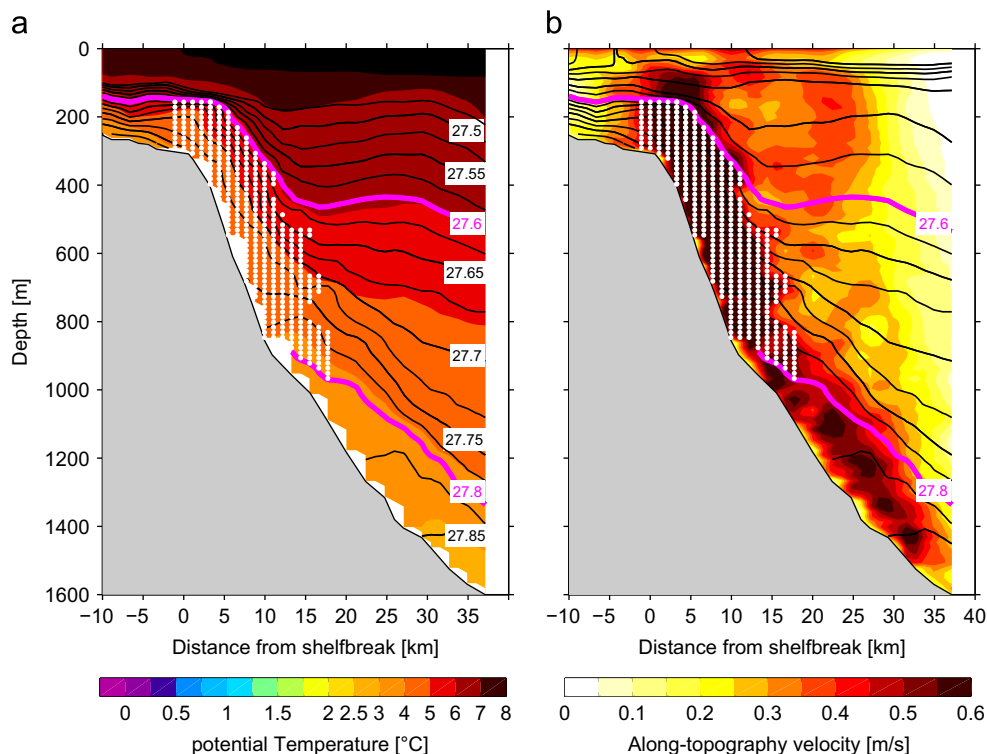 a
b
0
200
400
600
800
1000
1200
1400
1600
Depth [m]
27.5
27.55
27.6
27.65
27.7
27.75
27.8
27.85
27.6
27.8
−10 −5 0 5 10 15 20 25 30 35
−10 −5 0 5 10 15 20 25 30 35 40
Distance from shelfbreak [km]
Distance from shelfbreak [km]
0 0.5 1 1.5 2 2.5 3 4 5 6 7 8
0 0.1 0.2 0.3 0.4 0.5 0.6
potential Temperature [°C]
Along-topography velocity [m/s]